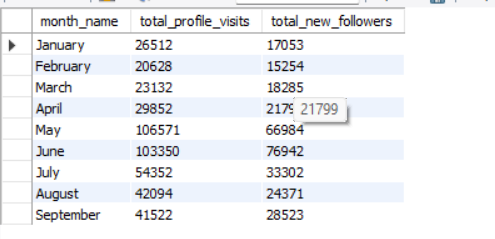 month_name total_profile_visits total_new_followers
January 26512 17053
February 20628 15254
March 23132 18285
April 29852 2179 21799
May 106571 66984
June 103350 76942
July 54352 33302
August 42094 24371
September 41522 28523